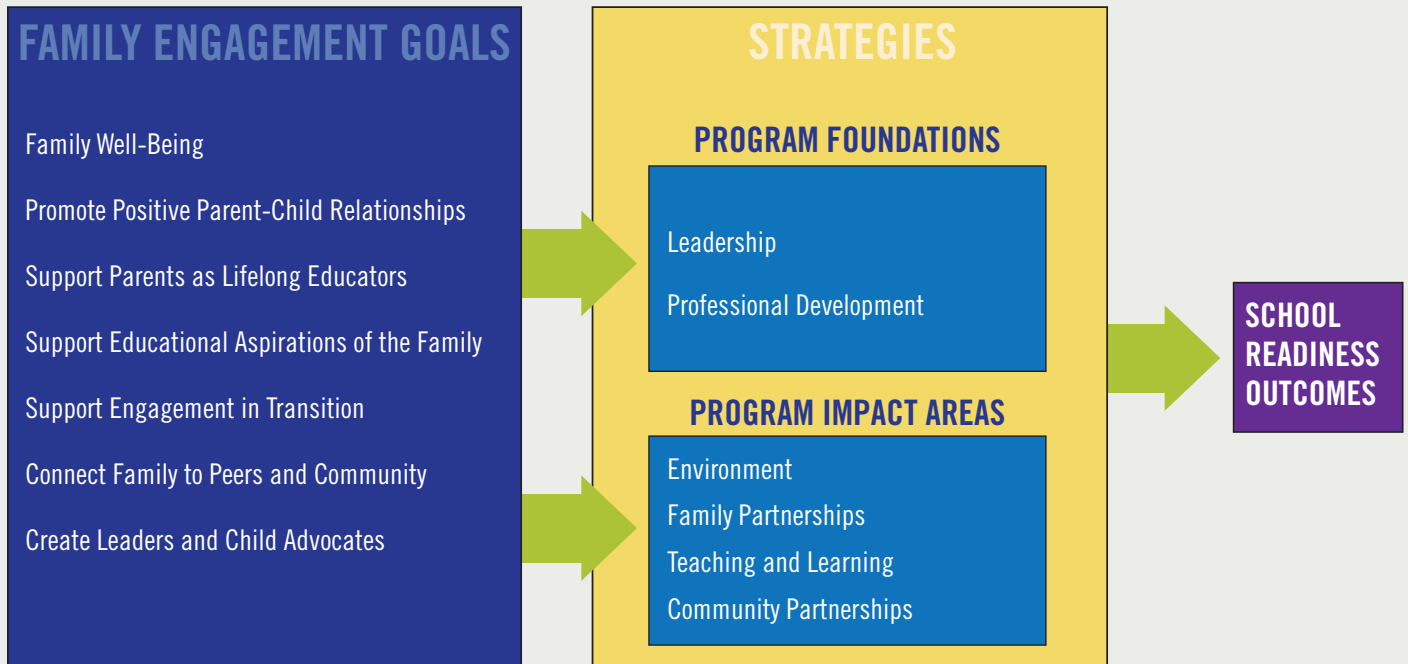 FAMILY ENGAGEMENT GOALS
Family Well-Being
Promote Positive Parent-Child Relationships
Support Parents as Lifelong Educators
Support Educational Aspirations of the Family
Support Engagement in Transition
Connect Family to Peers and Community
Create Leaders and Child Advocates
STRATEGIES
PROGRAM FOUNDATIONS
Leadership
Professional Development
PROGRAM IMPACT AREAS
Environment
Family Partnerships
Teaching and Learning
Community Partnerships
SCHOOL
READINESS
OUTCOMES